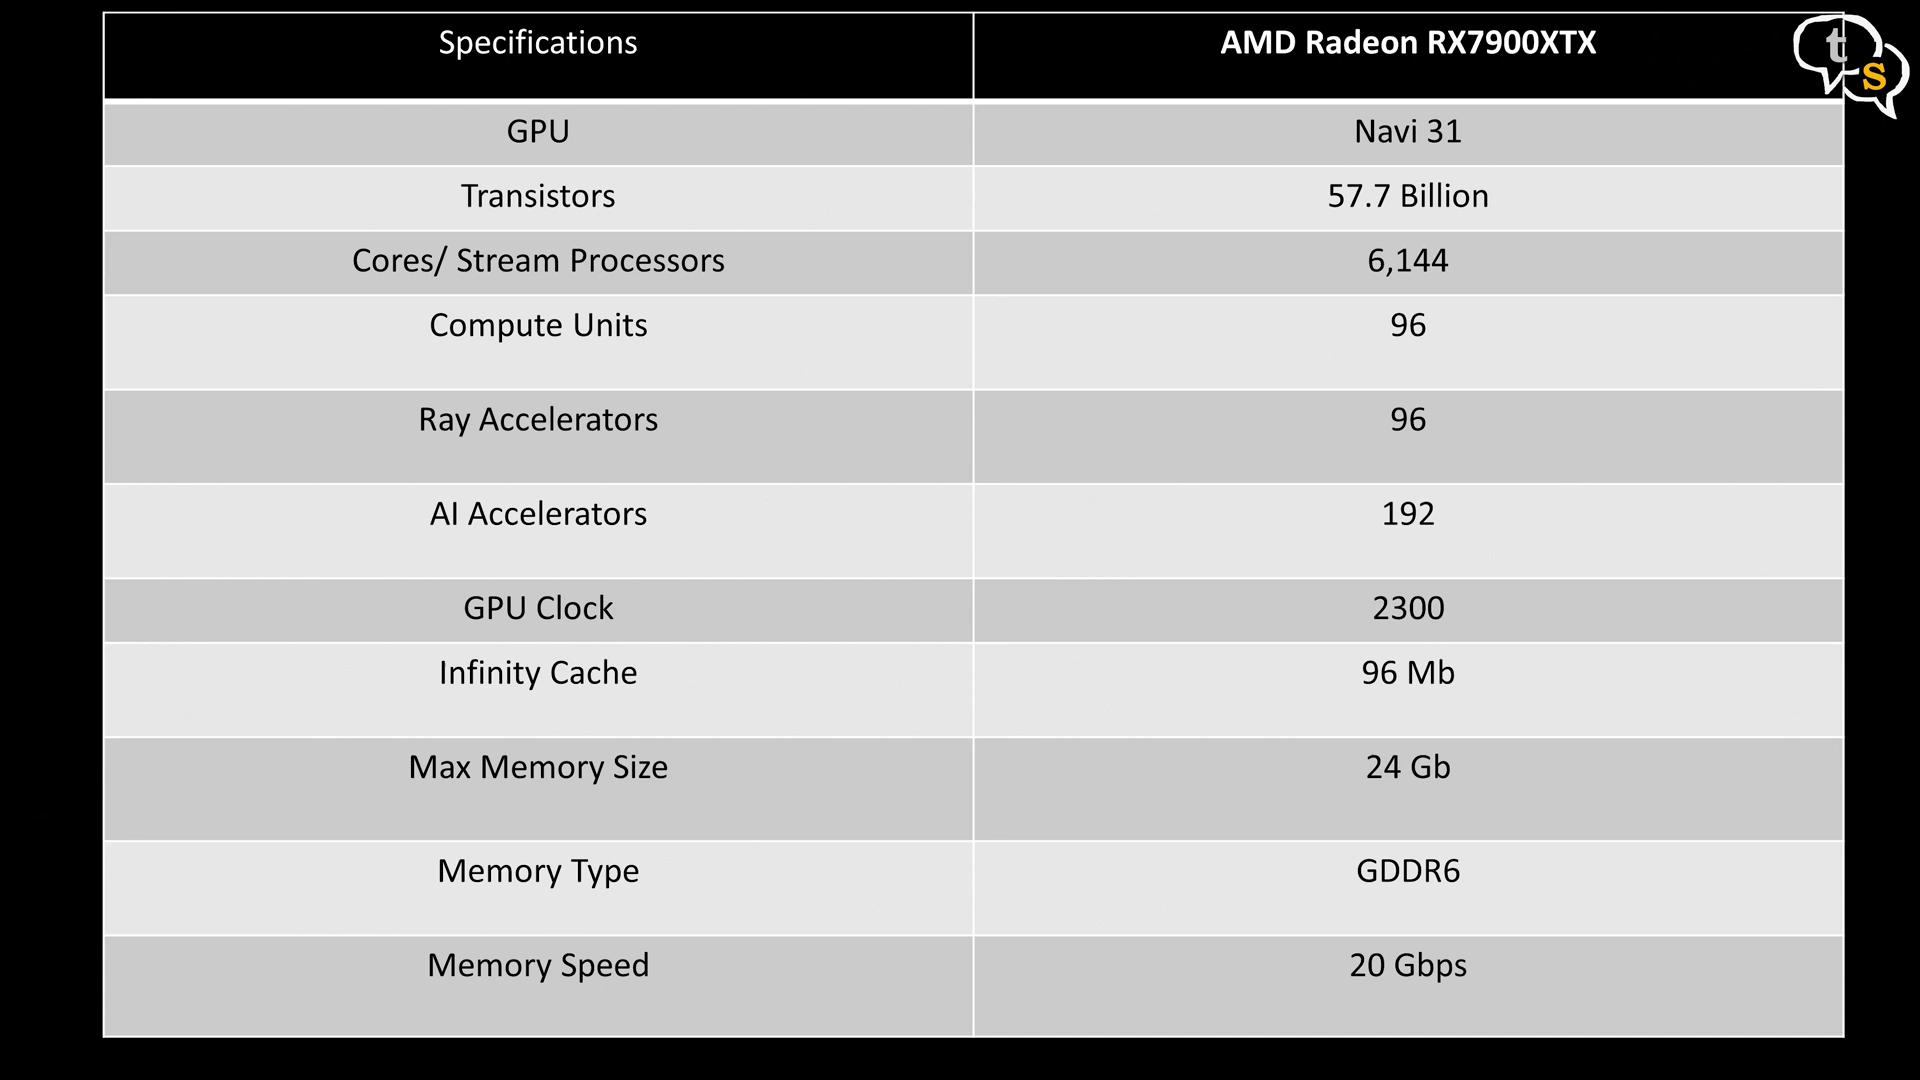 Specifications AMD Radeon RX7900XTX
GPU Navi 31
Transistors 57.7 Billion
Cores/ Stream Processors 6,144
Compute Units 96
Ray Accelerators 96
AI Accelerators 192
GPU Clock 2300
Infinity Cache 96 Mb
Max Memory Size 24 Gb
Memory Type GDDR6
Memory Speed 20 Gbps
t
s